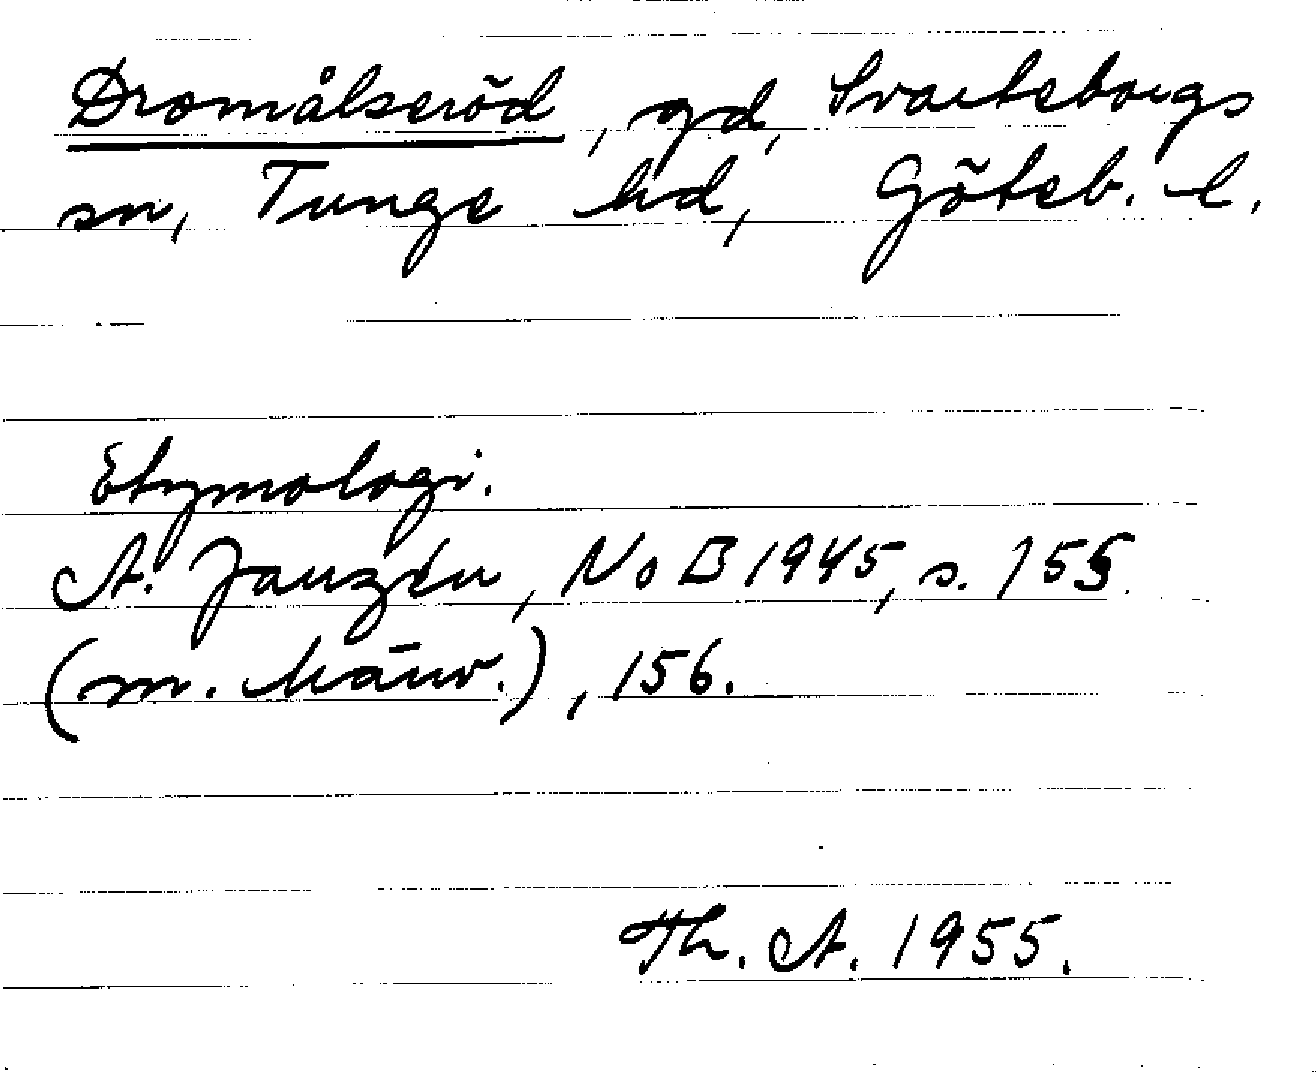 Dromålseröd, gd, Svarteborgs
sn, Tunge hd, Göteb. l.
Etymologi.
A. Janzén, NoB 1945, s. 155
(m. hänv.), 156.
Th. A. 1955.